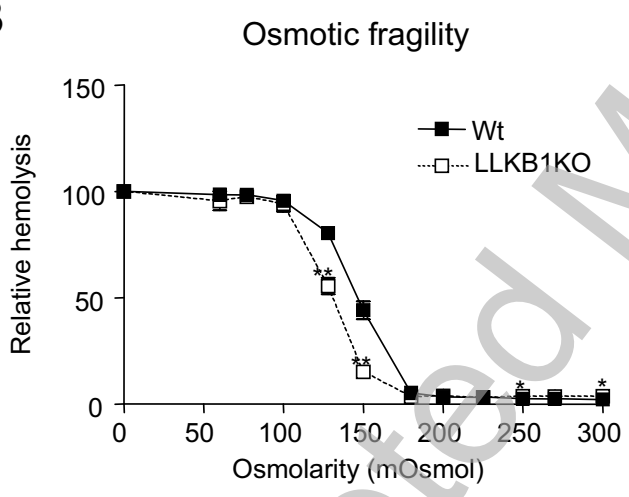 Osmotic fragility
Relative hemolysis
150
100
50
0
Wt
LLKB1KO
**
**
*
*
0 50 100 150 200 250 300
Osmolarity (mOsmol)